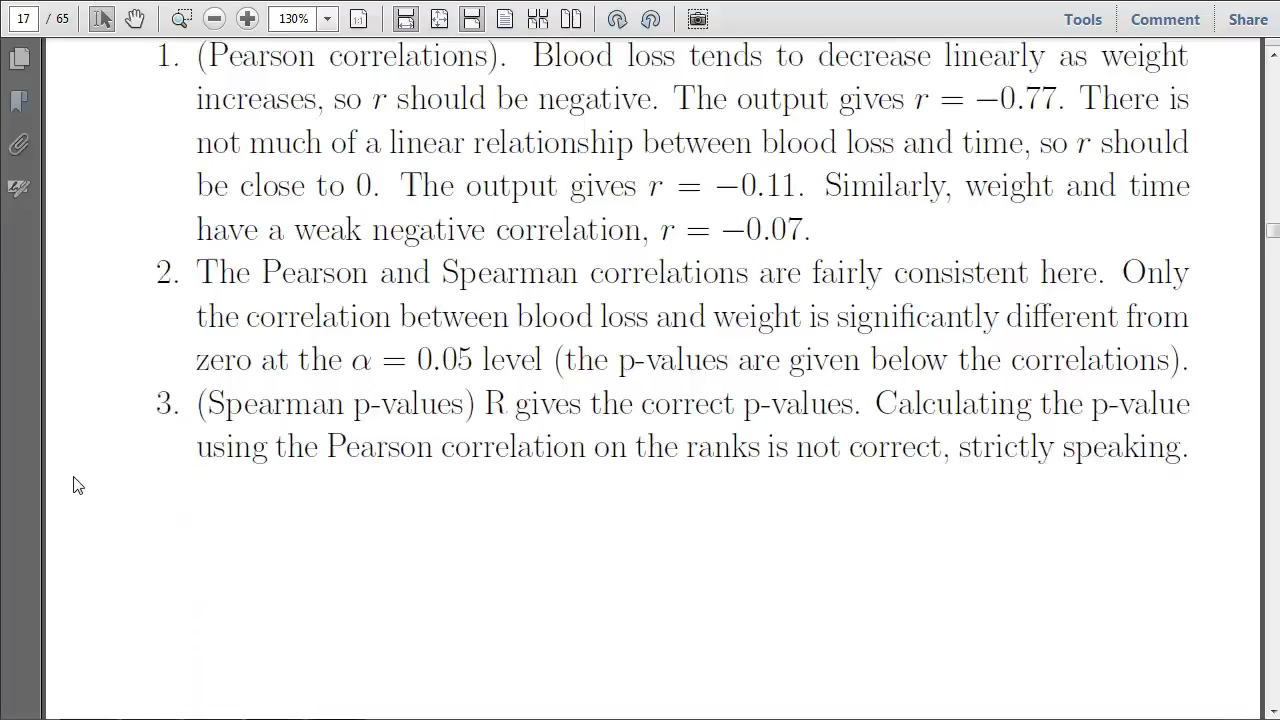 17 / 65 130% Tools Comment Share
1. (Pearson correlations). Blood loss tends to decrease linearly as weight
increases, so r should be negative. The output gives r = −0.77. There is
not much of a linear relationship between blood loss and time, so r should
be close to 0. The output gives r = −0.11. Similarly, weight and time
have a weak negative correlation, r = −0.07.
2. The Pearson and Spearman correlations are fairly consistent here. Only
the correlation between blood loss and weight is significantly different from
zero at the α = 0.05 level (the p-values are given below the correlations).
3. (Spearman p-values) R gives the correct p-values. Calculating the p-value
using the Pearson correlation on the ranks is not correct, strictly speaking.